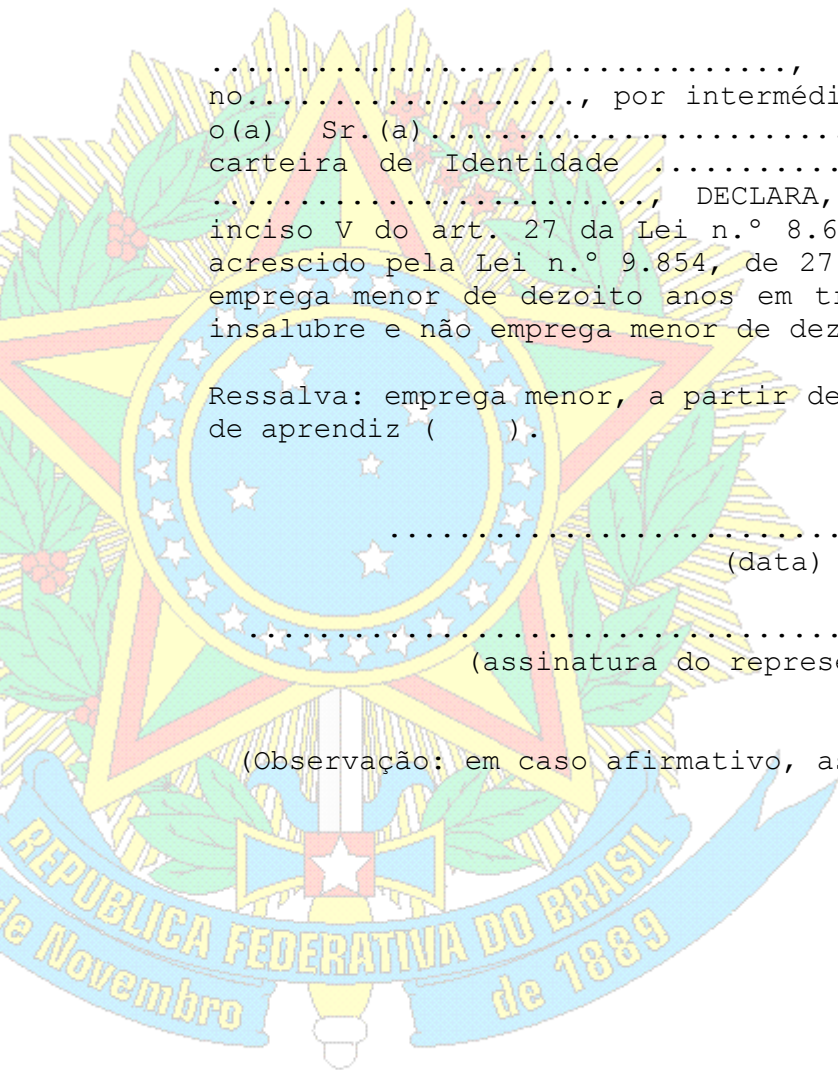 ................................,
no..................., por intermédi
o(a) Sr.(a)........................
carteira de Identidade ...........
........................., DECLARA,
inciso V do art. 27 da Lei n.º 8.6
acrescido pela Lei n.º 9.854, de 27
emprega menor de dezoito anos em t
insalubre e não emprega menor de dez
Ressalva: emprega menor, a partir de
de aprendiz ( ).
..........................
(data)
..................................
(assinatura do represe
(Observação: em caso afirmativo, as
REPUBLICA FEDERATIVA DO BRASIL
de Novembro de 1889